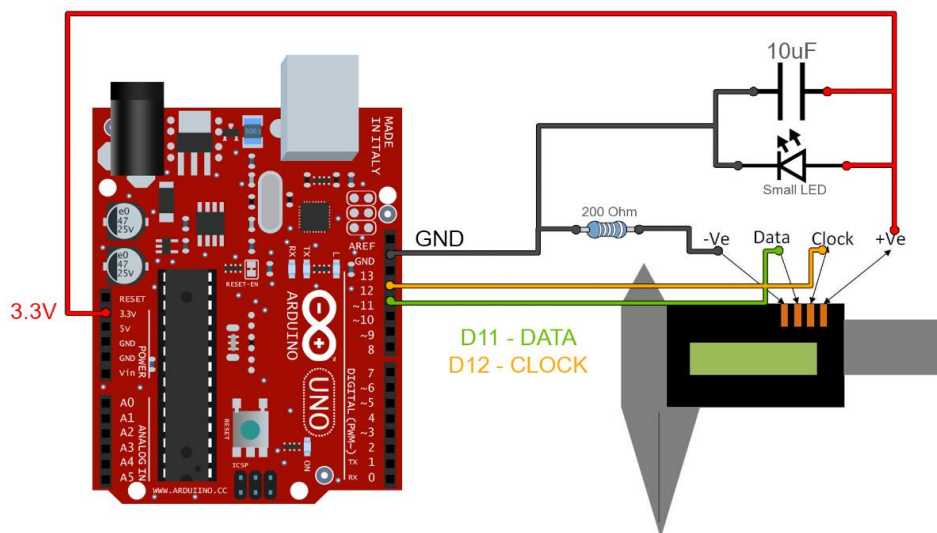 10uF
Small LED
200 Ohm
GND
-Ve
Data
Clock
+Ve
3.3V
D11 - DATA
D12 - CLOCK
MADE
IN ITALY
e0
47
25V
e0
47
25V
RESET-EN
RX
TX
L
AREF
GND
13
12
~11
~10
~9
8
7
~6
~5
4
~3
2
TX 1
RX 0
DIGITAL (PWM~)
ARDUINO
UNO
RESET
3.3v
5v
GND
GND
Vin
POWER
A0
A1
A2
A3
A4
A5
ANALOG IN
RESET
ICSP
ON
WWW.ARDUIINO.CC